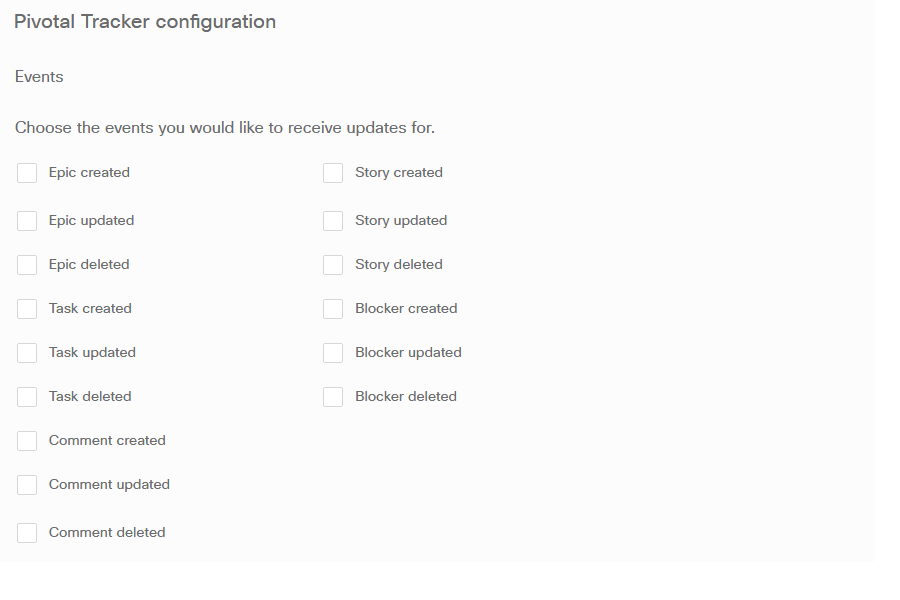 Pivotal Tracker configuration
Events
Choose the events you would like to receive updates for.
Epic created
Story created
Epic updated
Story updated
Epic deleted
Story deleted
Task created
Blocker created
Task updated
Blocker updated
Task deleted
Blocker deleted
Comment created
Comment updated
Comment deleted